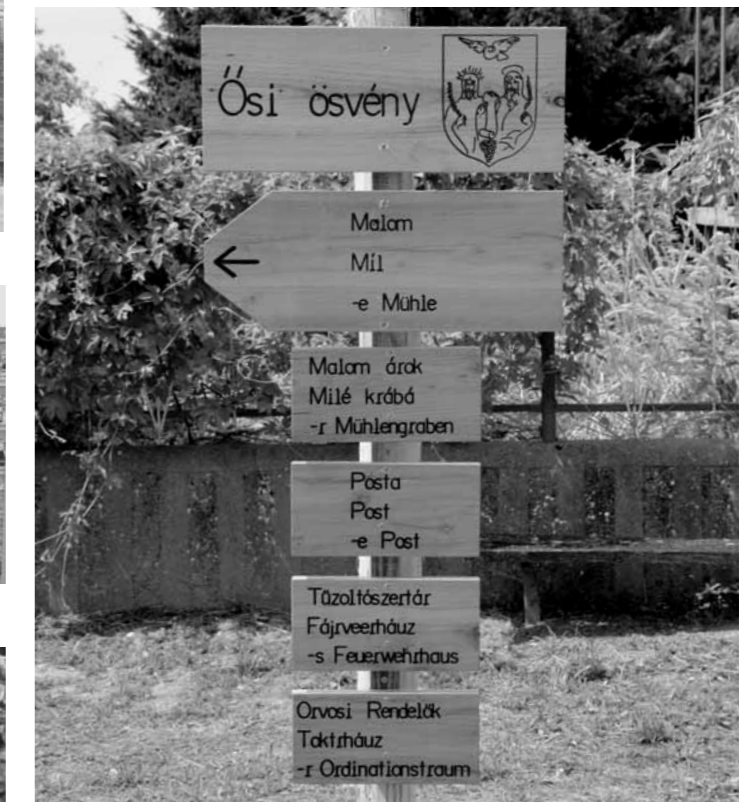 Ősi ösvény
Malom
Míl
-e Mühle
Malom árok
Milé krábá
-r Mühlengraben
Posta
Post
-e Post
Tűzoltószertár
Fájrveerháuz
-s Feuerwehrhaus
Orvosi Rendelők
Toktrháuz
-r Ordinationstraum